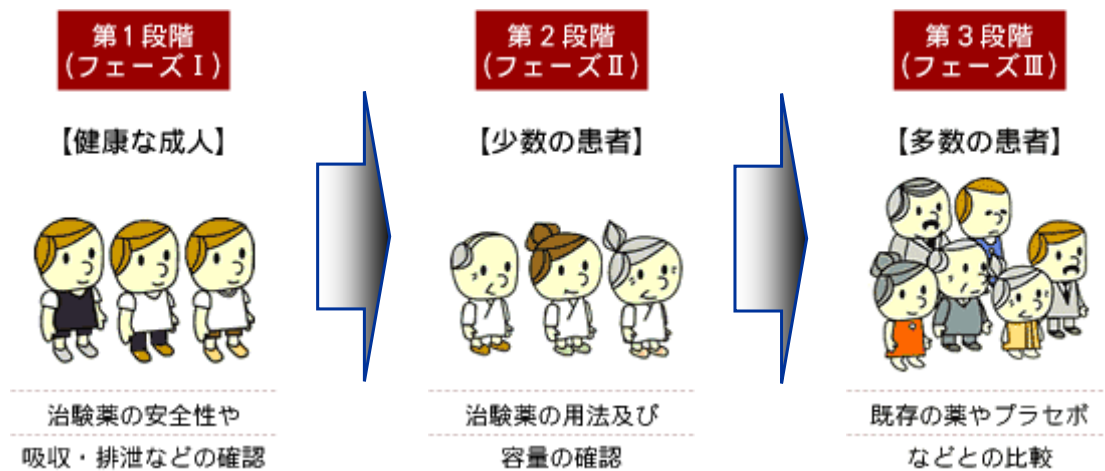 第1段階
(フェーズⅠ)
【健康な成人】
治験薬の安全性や
吸収・排泄などの確認
第2段階
(フェーズⅡ)
【少数の患者】
治験薬の用法及び
容量の確認
第3段階
(フェーズⅢ)
【多数の患者】
既存の薬やプラセボ
などとの比較